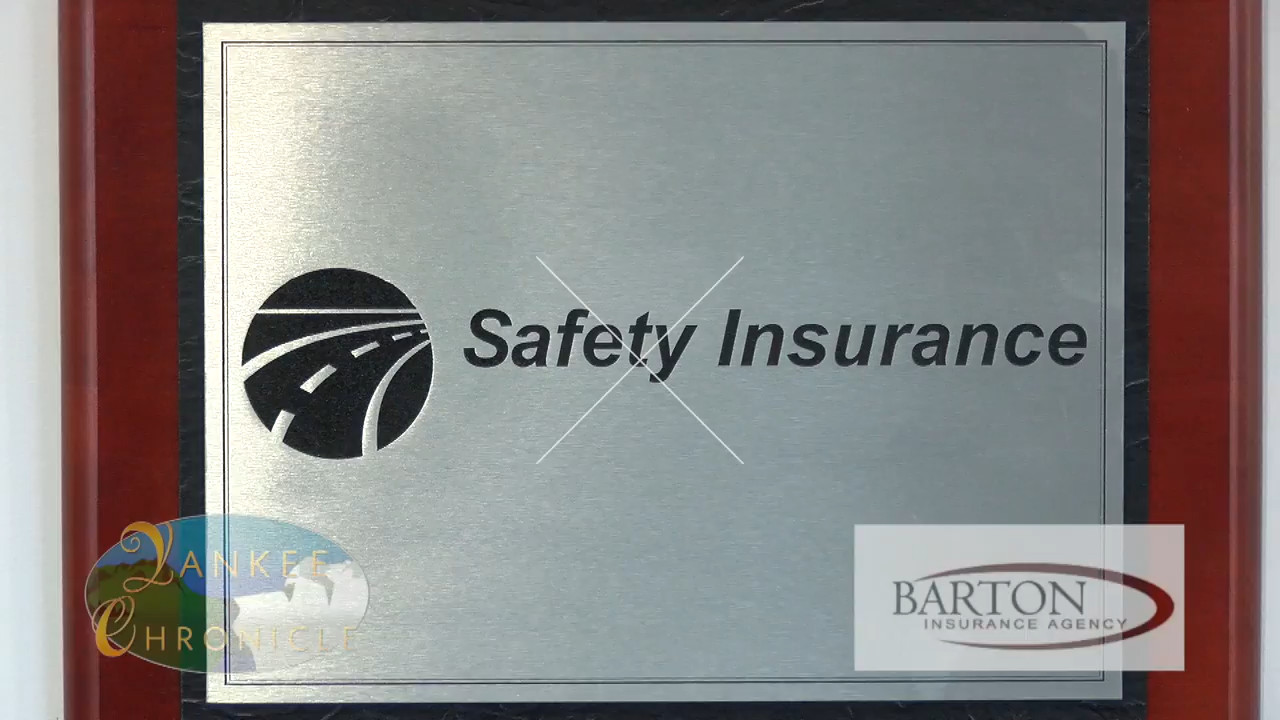 Safety Insurance
YANKEE
CHRONICLE
BARTON
INSURANCE AGENCY